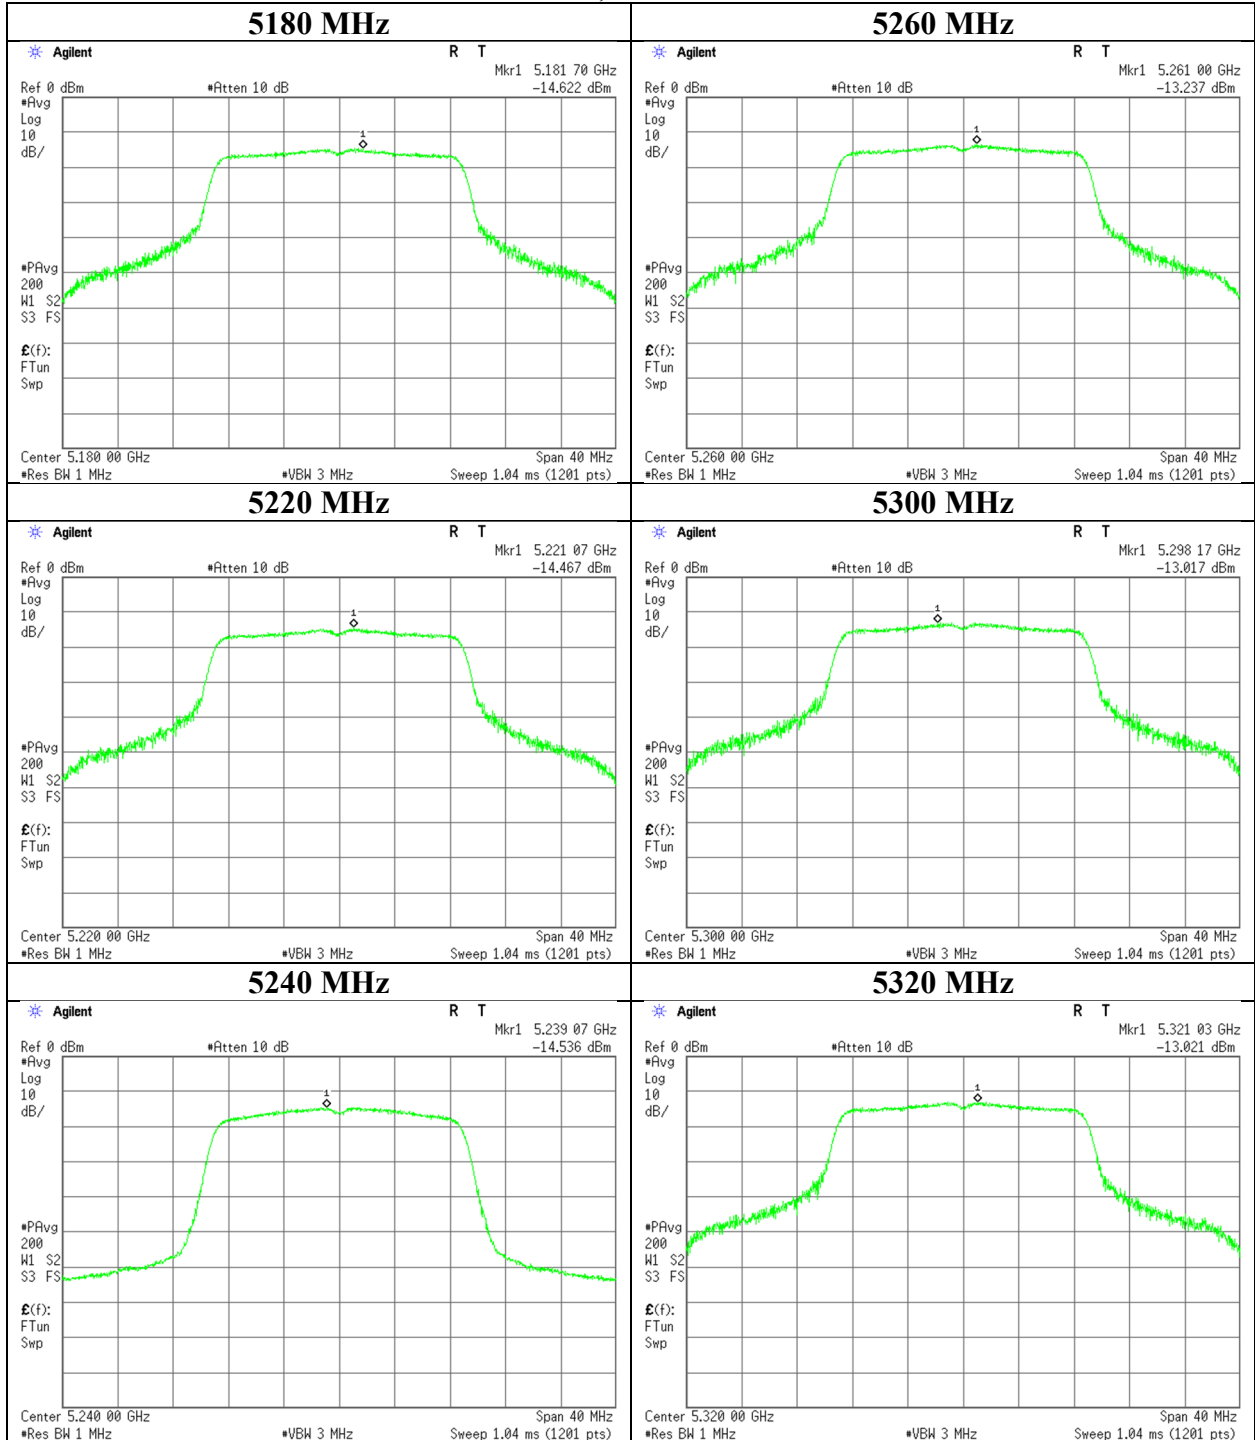 5180 MHz
Agilent R T
Mkr1 5.181 70 GHz
Ref 0 dBm #Atten 10 dB -14.622 dBm
#Avg
Log
10
dB/
1
#PAvg
200
W1 S2
S3 FS
£(f):
FTun
Swp
Center 5.180 00 GHz Span 40 MHz
#Res BW 1 MHz #VBW 3 MHz Sweep 1.04 ms (1201 pts)
5260 MHz
Agilent R T
Mkr1 5.261 00 GHz
Ref 0 dBm #Atten 10 dB -13.237 dBm
#Avg
Log
10
dB/
1
#PAvg
200
W1 S2
S3 FS
£(f):
FTun
Swp
Center 5.260 00 GHz Span 40 MHz
#Res BW 1 MHz #VBW 3 MHz Sweep 1.04 ms (1201 pts)
5220 MHz
Agilent R T
Mkr1 5.221 07 GHz
Ref 0 dBm #Atten 10 dB -14.467 dBm
#Avg
Log
10
dB/
1
#PAvg
200
W1 S2
S3 FS
£(f):
FTun
Swp
Center 5.220 00 GHz Span 40 MHz
#Res BW 1 MHz #VBW 3 MHz Sweep 1.04 ms (1201 pts)
5300 MHz
Agilent R T
Mkr1 5.298 17 GHz
Ref 0 dBm #Atten 10 dB -13.017 dBm
#Avg
Log
10
dB/
1
#PAvg
200
W1 S2
S3 FS
£(f):
FTun
Swp
Center 5.300 00 GHz Span 40 MHz
#Res BW 1 MHz #VBW 3 MHz Sweep 1.04 ms (1201 pts)
5240 MHz
Agilent R T
Mkr1 5.239 07 GHz
Ref 0 dBm #Atten 10 dB -14.536 dBm
#Avg
Log
10
dB/
1
#PAvg
200
W1 S2
S3 FS
£(f):
FTun
Swp
Center 5.240 00 GHz Span 40 MHz
#Res BW 1 MHz #VBW 3 MHz Sweep 1.04 ms (1201 pts)
5320 MHz
Agilent R T
Mkr1 5.321 03 GHz
Ref 0 dBm #Atten 10 dB -13.021 dBm
#Avg
Log
10
dB/
1
#PAvg
200
W1 S2
S3 FS
£(f):
FTun
Swp
Center 5.320 00 GHz Span 40 MHz
#Res BW 1 MHz #VBW 3 MHz Sweep 1.04 ms (1201 pts)